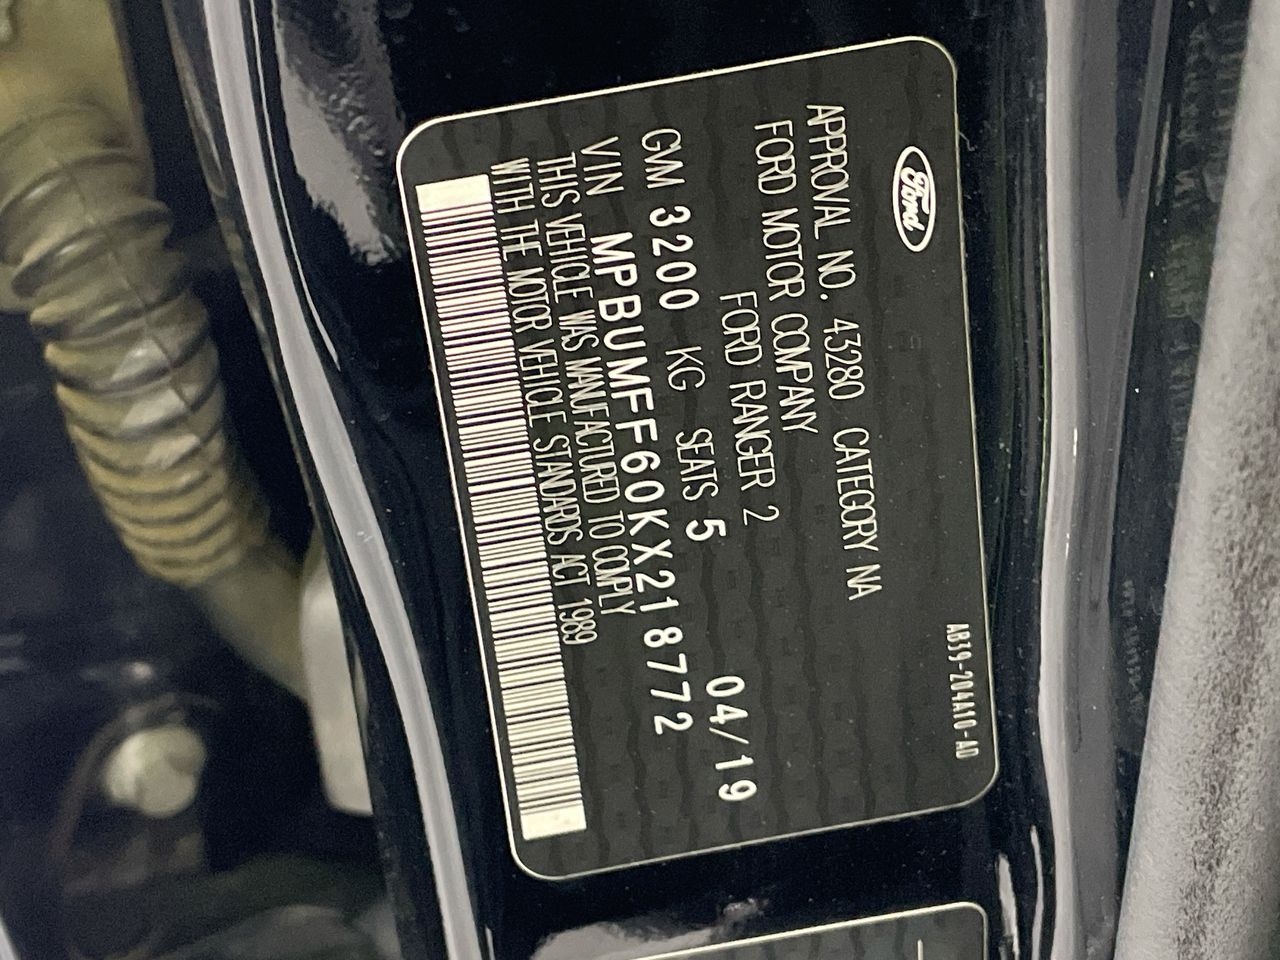 Ford
AB39-204A10-AD
APPROVAL NO. 43280 CATEGORY NA
FORD MOTOR COMPANY
FORD RANGER 2
04/19
GVM 3200 KG SEATS 5
VIN MPBUMFF60KX218772
THIS VEHICLE WAS MANUFACTURED TO COMPLY
WITH THE MOTOR VEHICLE STANDARDS ACT 1989